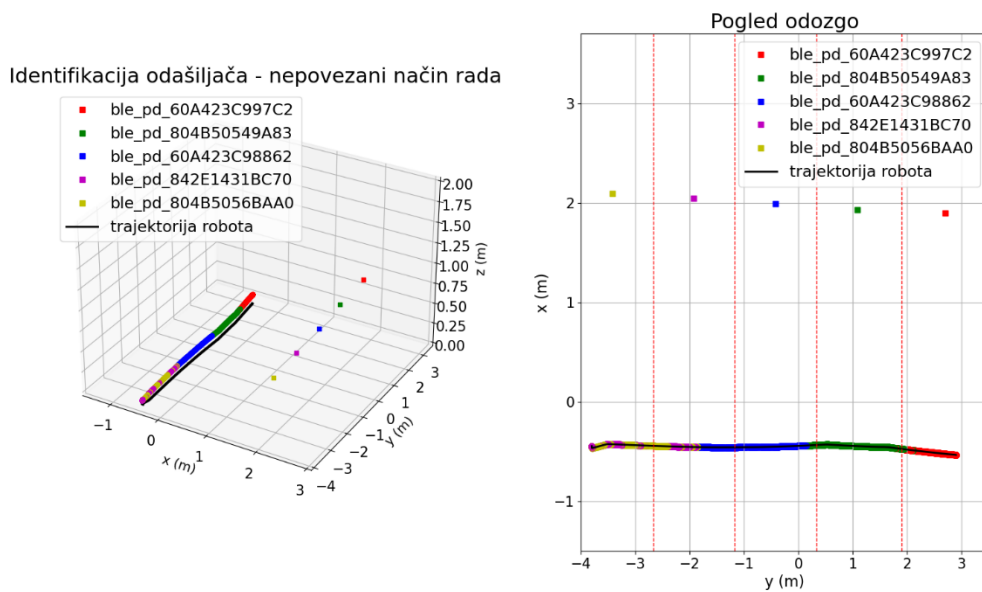 Identifikacija odašiljača - nepovezani način rada
ble_pd_60A423C997C2
ble_pd_804B50549A83
ble_pd_60A423C98862
ble_pd_842E1431BC70
ble_pd_804B5056BAA0
trajektorija robota
2.00
1.75
1.50
1.25
1.00
0.75
0.50
0.25
0.00
z (m)
−1
0
1
2
3
x (m)
−4
−3
−2
−1
0
1
2
3
y (m)
Pogled odozgo
ble_pd_60A423C997C2
ble_pd_804B50549A83
ble_pd_60A423C98862
ble_pd_842E1431BC70
ble_pd_804B5056BAA0
trajektorija robota
3
2
1
0
−1
x (m)
−4 −3 −2 −1 0 1 2 3
y (m)